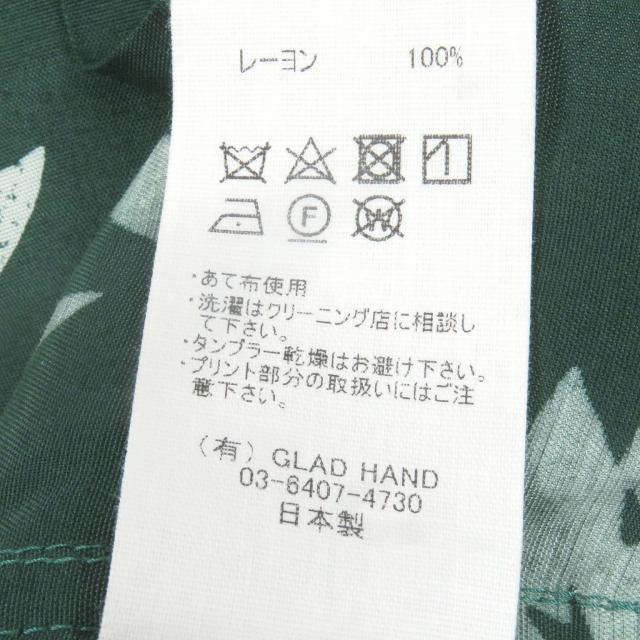 レーヨン 100%
F W
・あて布使用
・洗濯はクリーニング店に相談し
て下さい。
・タンブラー乾燥はお避け下さい。
・プリント部分の取扱いにはご注
意下さい。
(有) GLAD HAND
03-6407-4730
日本製